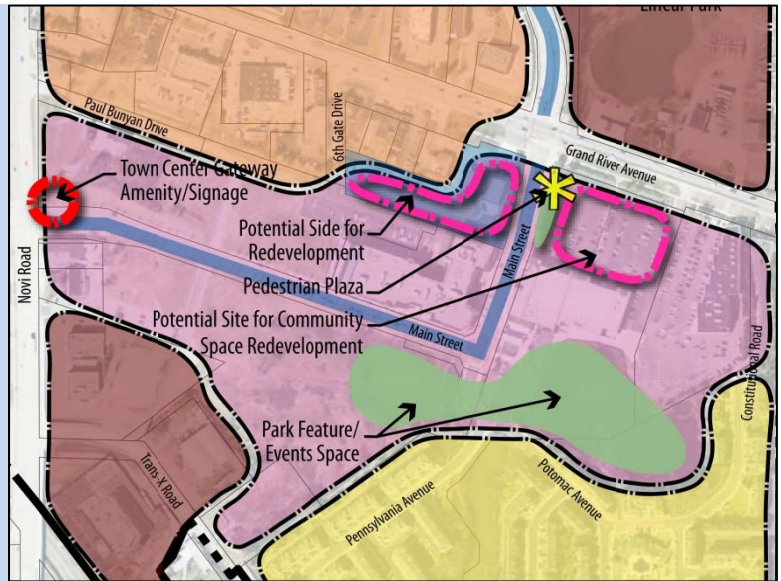 Linear Park
Paul Bunyan Drive
6th Gate Drive
Grand River Avenue
Town Center Gateway
Amenity/Signage
Potential Side for
Redevelopment
Main Street
Novi Road
Pedestrian Plaza
Potential Site for Community
Space Redevelopment
Main Street
Constitutional Road
Park Feature/
Events Space
Trans-X Road
Pennsylvania Avenue
Potomac Avenue